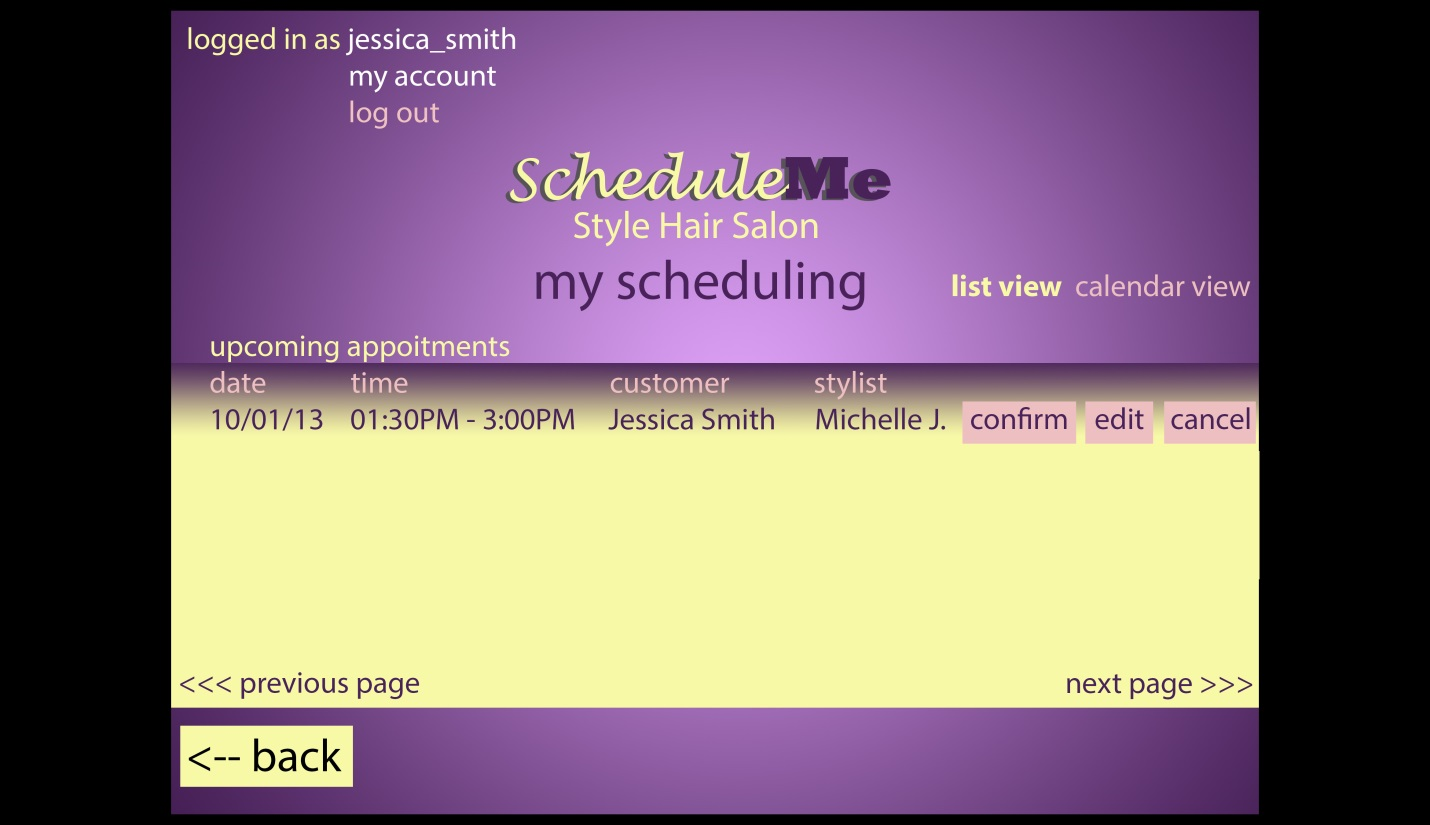 logged in as jessica_smith
my account
log out
ScheduleMe
Style Hair Salon
my scheduling
list view calendar view
upcoming appoitments
date time customer stylist
10/01/13 01:30PM - 3:00PM Jessica Smith Michelle J. confirm edit cancel
<<< previous page next page >>>
<-- back